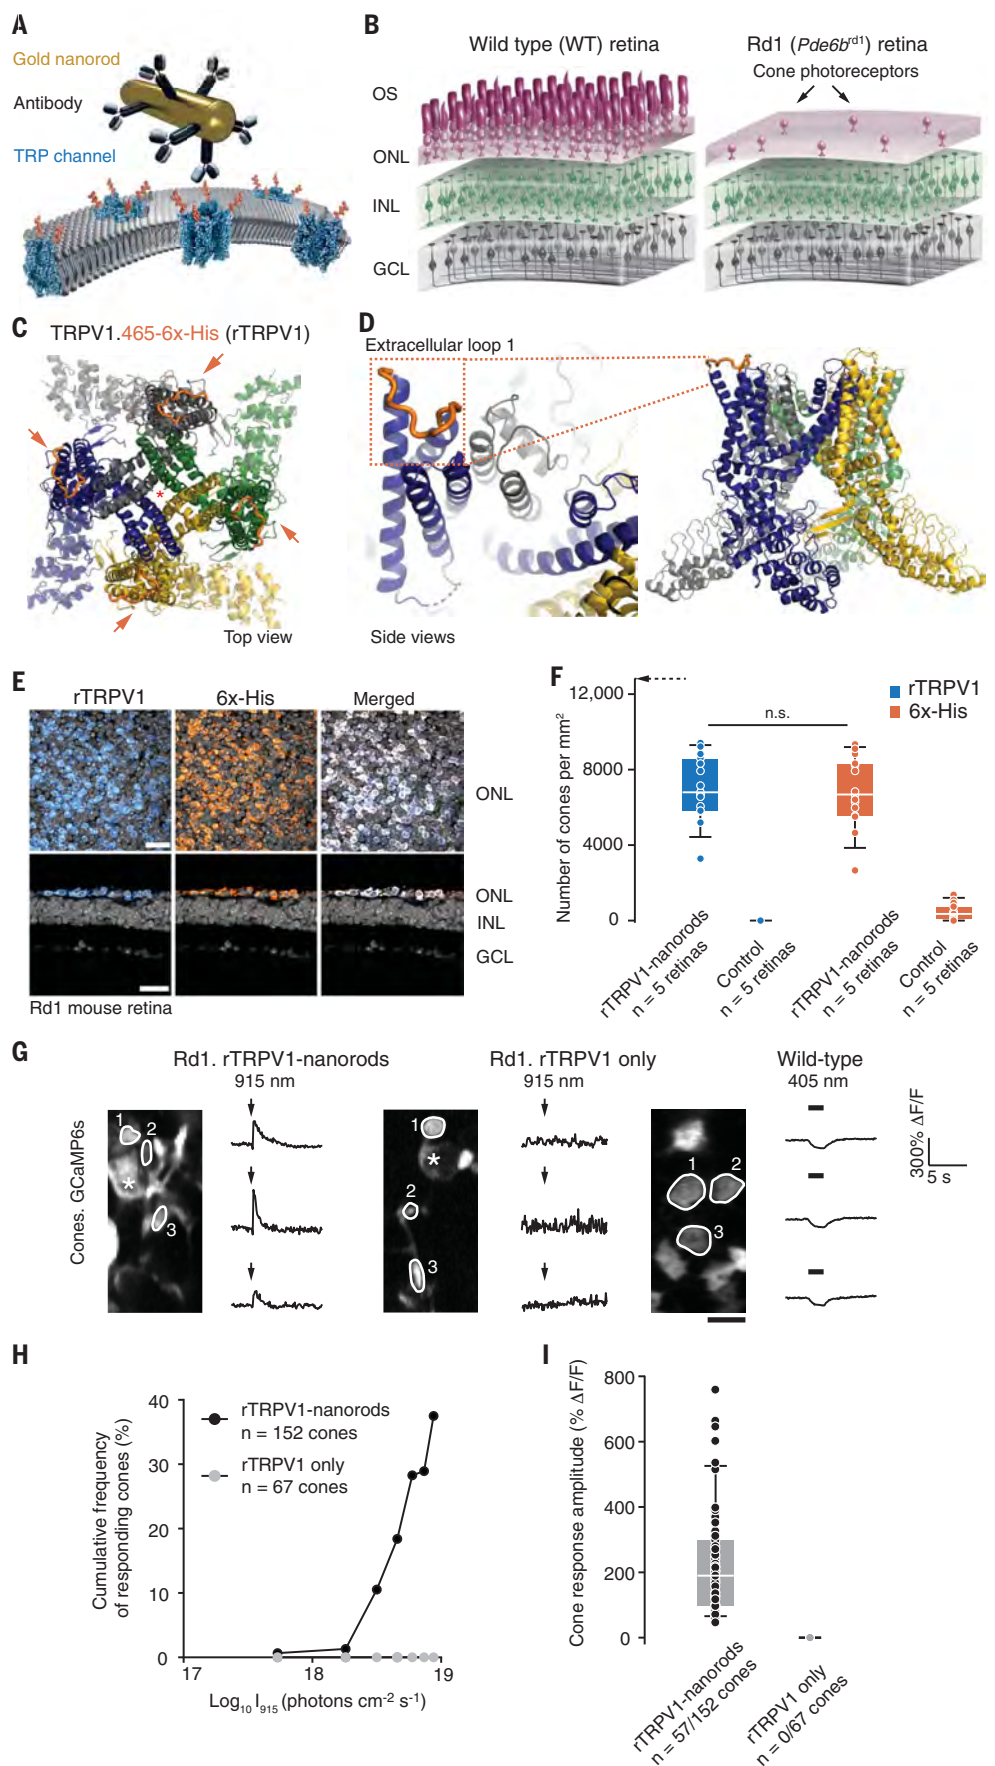 A
Gold nanorod
Antibody
TRP channel
B
Wild type (WT) retina
Rd1 (Pde6b^rd1) retina
Cone photoreceptors
OS
ONL
INL
GCL
C
TRPV1.465-6x-His (rTRPV1)
*
Top view
D
Extracellular loop 1
Side views
E
rTRPV1
6x-His
Merged
ONL
ONL
INL
GCL
Rd1 mouse retina
F
Number of cones per mm²
12,000
8000
4000
0
n.s.
rTRPV1
6x-His
rTRPV1-nanorods
n = 5 retinas
Control
n = 5 retinas
rTRPV1-nanorods
n = 5 retinas
Control
n = 5 retinas
G
Rd1. rTRPV1-nanorods
915 nm
Rd1. rTRPV1 only
915 nm
Wild-type
405 nm
Cones. GCaMP6s
1
2
*
3
1
*
2
3
1
2
3
300% ΔF/F
5 s
H
Cumulative frequency
of responding cones (%)
40
30
20
10
0
17
18
19
Log₁₀ I₉₁₅ (photons cm⁻² s⁻¹)
rTRPV1-nanorods
n = 152 cones
rTRPV1 only
n = 67 cones
I
Cone response amplitude (% ΔF/F)
800
600
400
200
0
rTRPV1-nanorods
n = 57/152 cones
rTRPV1 only
n = 0/67 cones